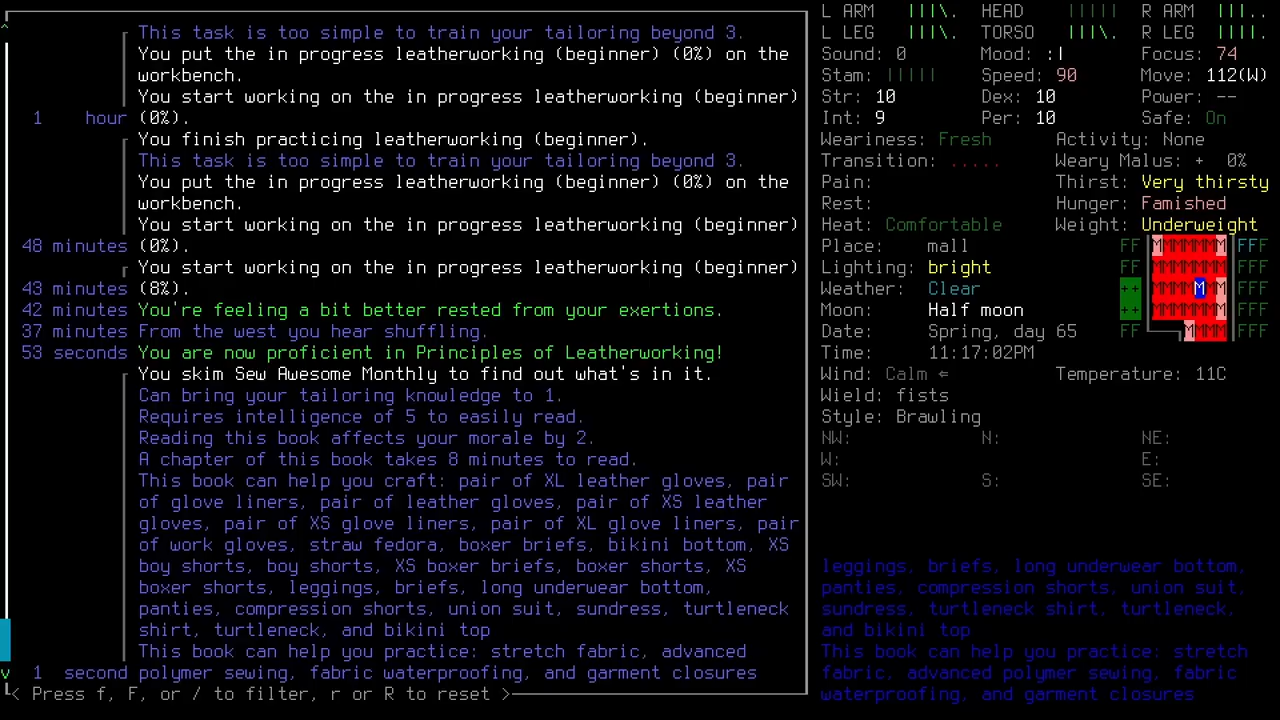 This task is too simple to train your tailoring beyond 3.
You put the in progress leatherworking (beginner) (0%) on the
workbench.
You start working on the in progress leatherworking (beginner)
1 hour (0%).
You finish practicing leatherworking (beginner).
This task is too simple to train your tailoring beyond 3.
You put the in progress leatherworking (beginner) (0%) on the
workbench.
You start working on the in progress leatherworking (beginner)
48 minutes (0%).
You start working on the in progress leatherworking (beginner)
43 minutes (8%).
42 minutes You're feeling a bit better rested from your exertions.
37 minutes From the west you hear shuffling.
53 seconds You are now proficient in Principles of Leatherworking!
You skim Sew Awesome Monthly to find out what's in it.
Can bring your tailoring knowledge to 1.
Requires intelligence of 5 to easily read.
Reading this book affects your morale by 2.
A chapter of this book takes 8 minutes to read.
This book can help you craft: pair of XL leather gloves, pair
of glove liners, pair of leather gloves, pair of XS leather
gloves, pair of XS glove liners, pair of XL glove liners, pair
of work gloves, straw fedora, boxer briefs, bikini bottom, XS
boy shorts, boy shorts, XS boxer briefs, boxer shorts, XS
boxer shorts, leggings, briefs, long underwear bottom,
panties, compression shorts, union suit, sundress, turtleneck
shirt, turtleneck, and bikini top
This book can help you practice: stretch fabric, advanced
1 second polymer sewing, fabric waterproofing, and garment closures
< Press f, F, or / to filter, r or R to reset >
L ARM |||\. HEAD ||||| R ARM |||..
L LEG |||\. TORSO |||\. R LEG |||..
Sound: 0 Mood: :| Focus: 74
Stam: ||||| Speed: 90 Move: 112(W)
Str: 10 Dex: 10 Power: --
Int: 9 Per: 10 Safe: On
Weariness: Fresh Activity: None
Transition: ..... Weary Malus: + 0%
Pain: Thirst: Very thirsty
Rest: Hunger: Famished
Heat: Comfortable Weight: Underweight
Place: mall FF MMMMMMM FFF
Lighting: bright FF MMMMMMM FFF
Weather: Clear ++ MMMMMMM FFF
Moon: Half moon ++ MMMMMMM FFF
Date: Spring, day 65 FF MMMM FFF
Time: 11:17:02PM
Wind: Calm ⇐ Temperature: 11C
Wield: fists
Style: Brawling
NW: N: NE:
W: E:
SW: S: SE:
leggings, briefs, long underwear bottom,
panties, compression shorts, union suit,
sundress, turtleneck shirt, turtleneck,
and bikini top
This book can help you practice: stretch
fabric, advanced polymer sewing, fabric
waterproofing, and garment closures